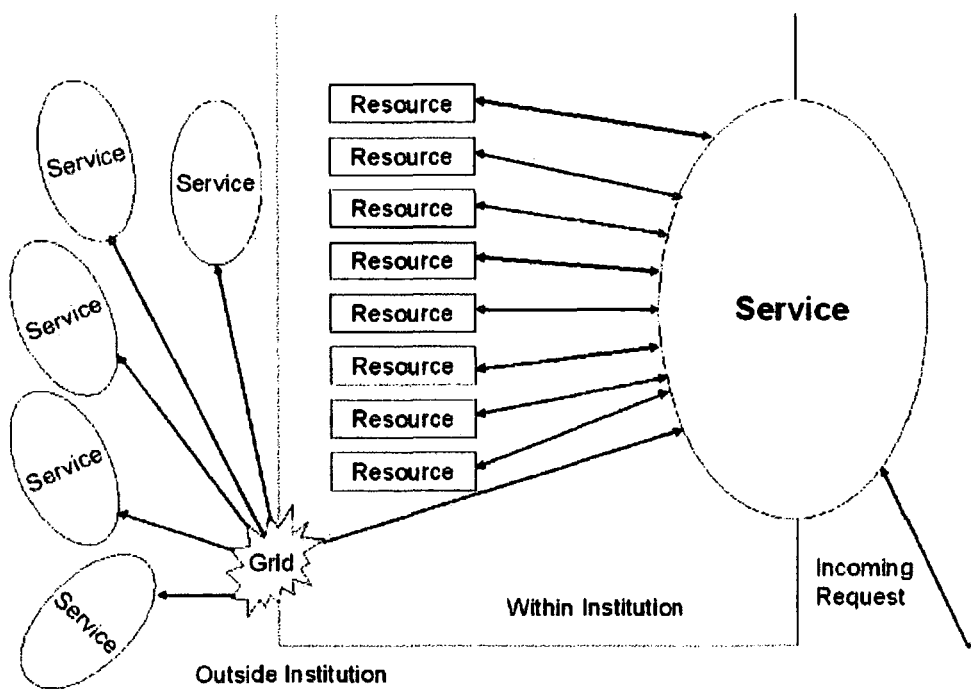 Resource
Resource
Resource
Resource
Resource
Resource
Resource
Resource
Service
Service
Service
Service
Service
Service
Grid
Within Institution
Incoming
Request
Outside Institution